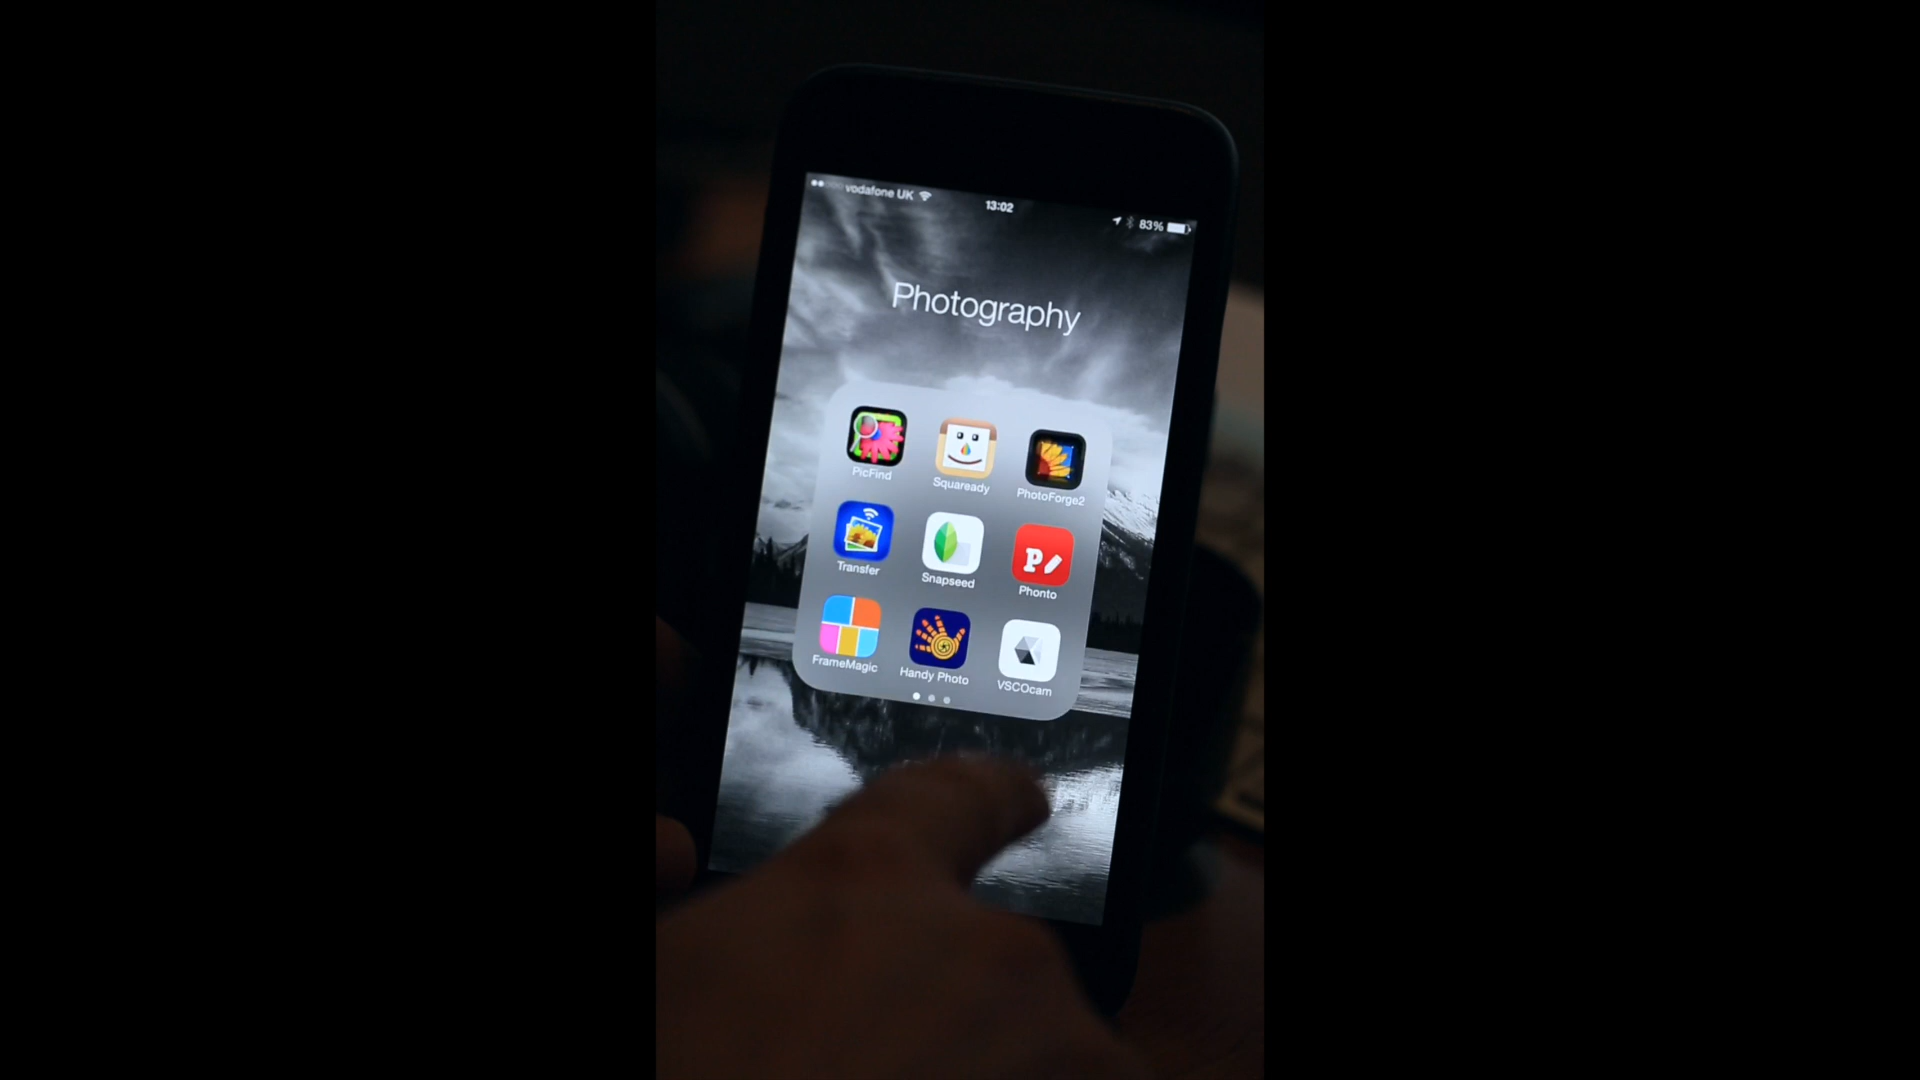 vodafone UK
13:02
83%
Photography
PicFind
Squaready
PhotoForge2
Transfer
Snapseed
P
Phonto
FrameMagic
Handy Photo
VSCOcam